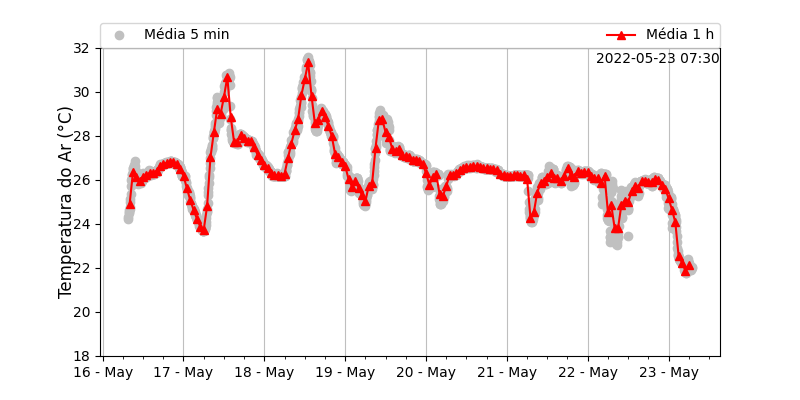 Média 5 min
Média 1 h
2022-05-23 07:30
Temperatura do Ar (°C)
32
30
28
26
24
22
20
18
16 - May
17 - May
18 - May
19 - May
20 - May
21 - May
22 - May
23 - May